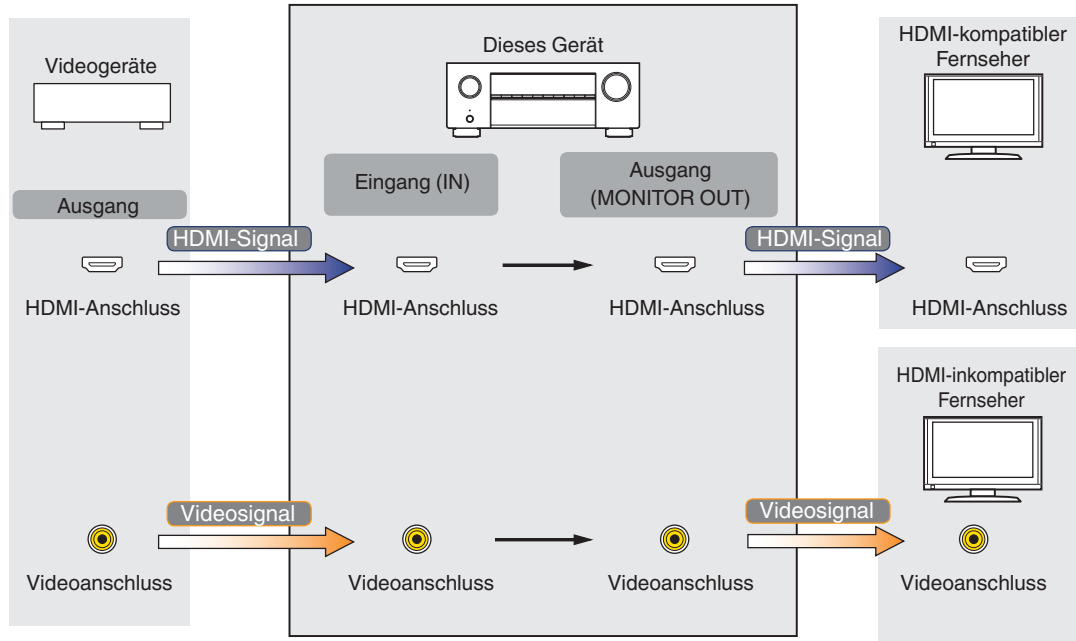 Videogeräte
Dieses Gerät
HDMI-kompatibler
Fernseher
Ausgang
Eingang (IN)
Ausgang
(MONITOR OUT)
HDMI-Signal
HDMI-Signal
HDMI-Anschluss
HDMI-Anschluss
HDMI-Anschluss
HDMI-Anschluss
HDMI-inkompatibler
Fernseher
Videosignal
Videosignal
Videoanschluss
Videoanschluss
Videoanschluss
Videoanschluss